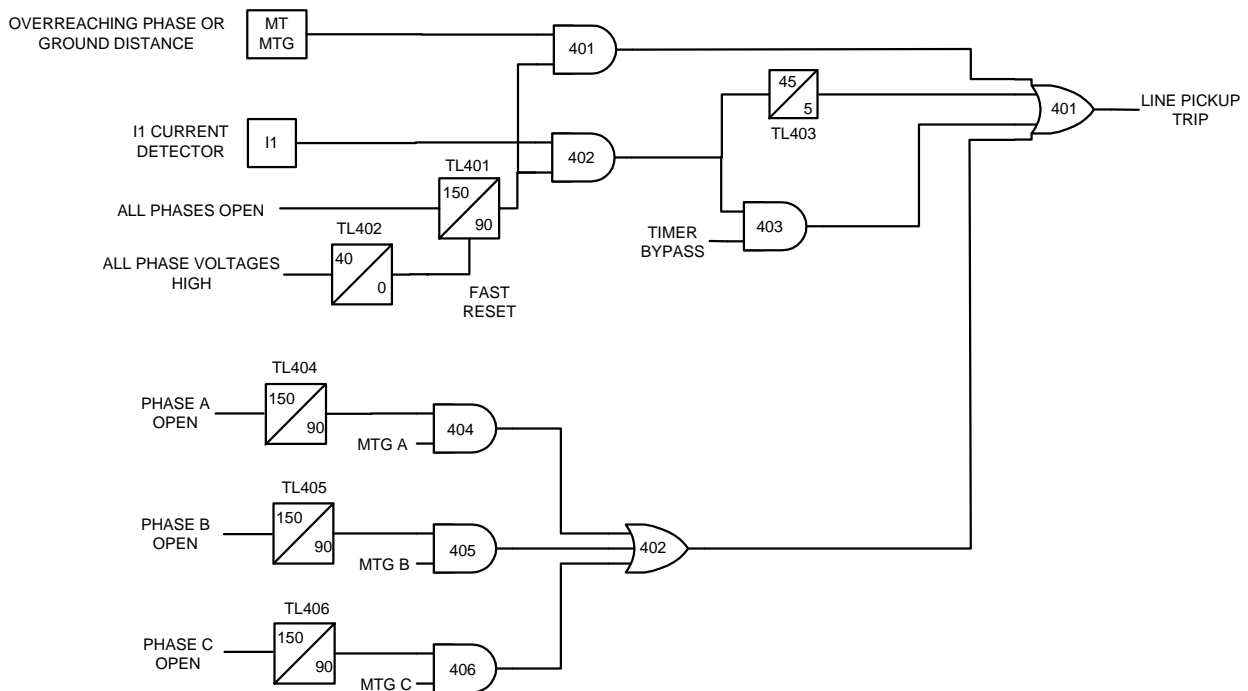 OVERREACHING PHASE OR
GROUND DISTANCE
MT
MTG
401
45
5
TL403
401
LINE PICKUP
TRIP
I1 CURRENT
DETECTOR
I1
402
TL401
150
90
ALL PHASES OPEN
TL402
403
TIMER
BYPASS
ALL PHASE VOLTAGES
HIGH
40
0
FAST
RESET
TL404
150
90
PHASE A
OPEN
404
MTG A
TL405
150
90
PHASE B
OPEN
405
MTG B
402
TL406
150
90
PHASE C
OPEN
406
MTG C